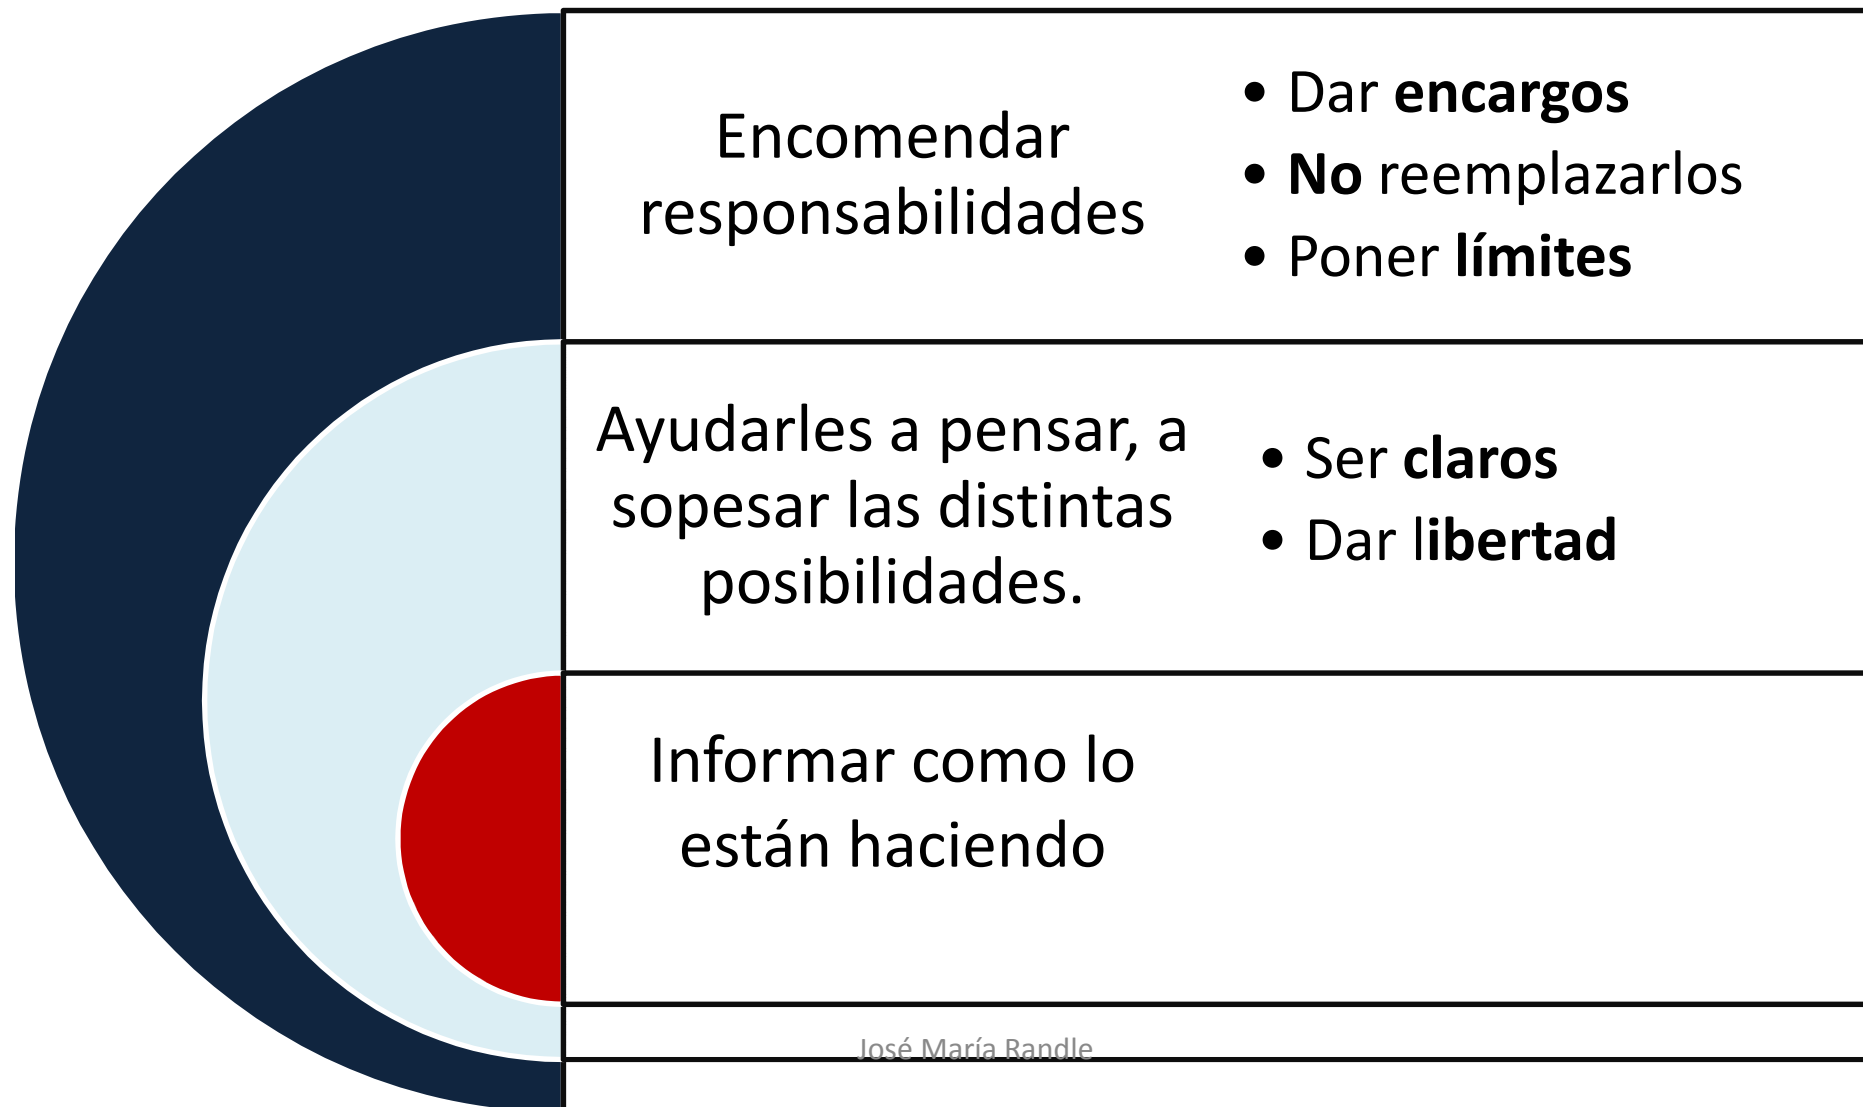 Encomendar
responsabilidades
• Dar encargos
• No reemplazarlos
• Poner límites
Ayudarles a pensar, a
sopesar las distintas
posibilidades.
• Ser claros
• Dar libertad
Informar como lo
están haciendo
José María Randle